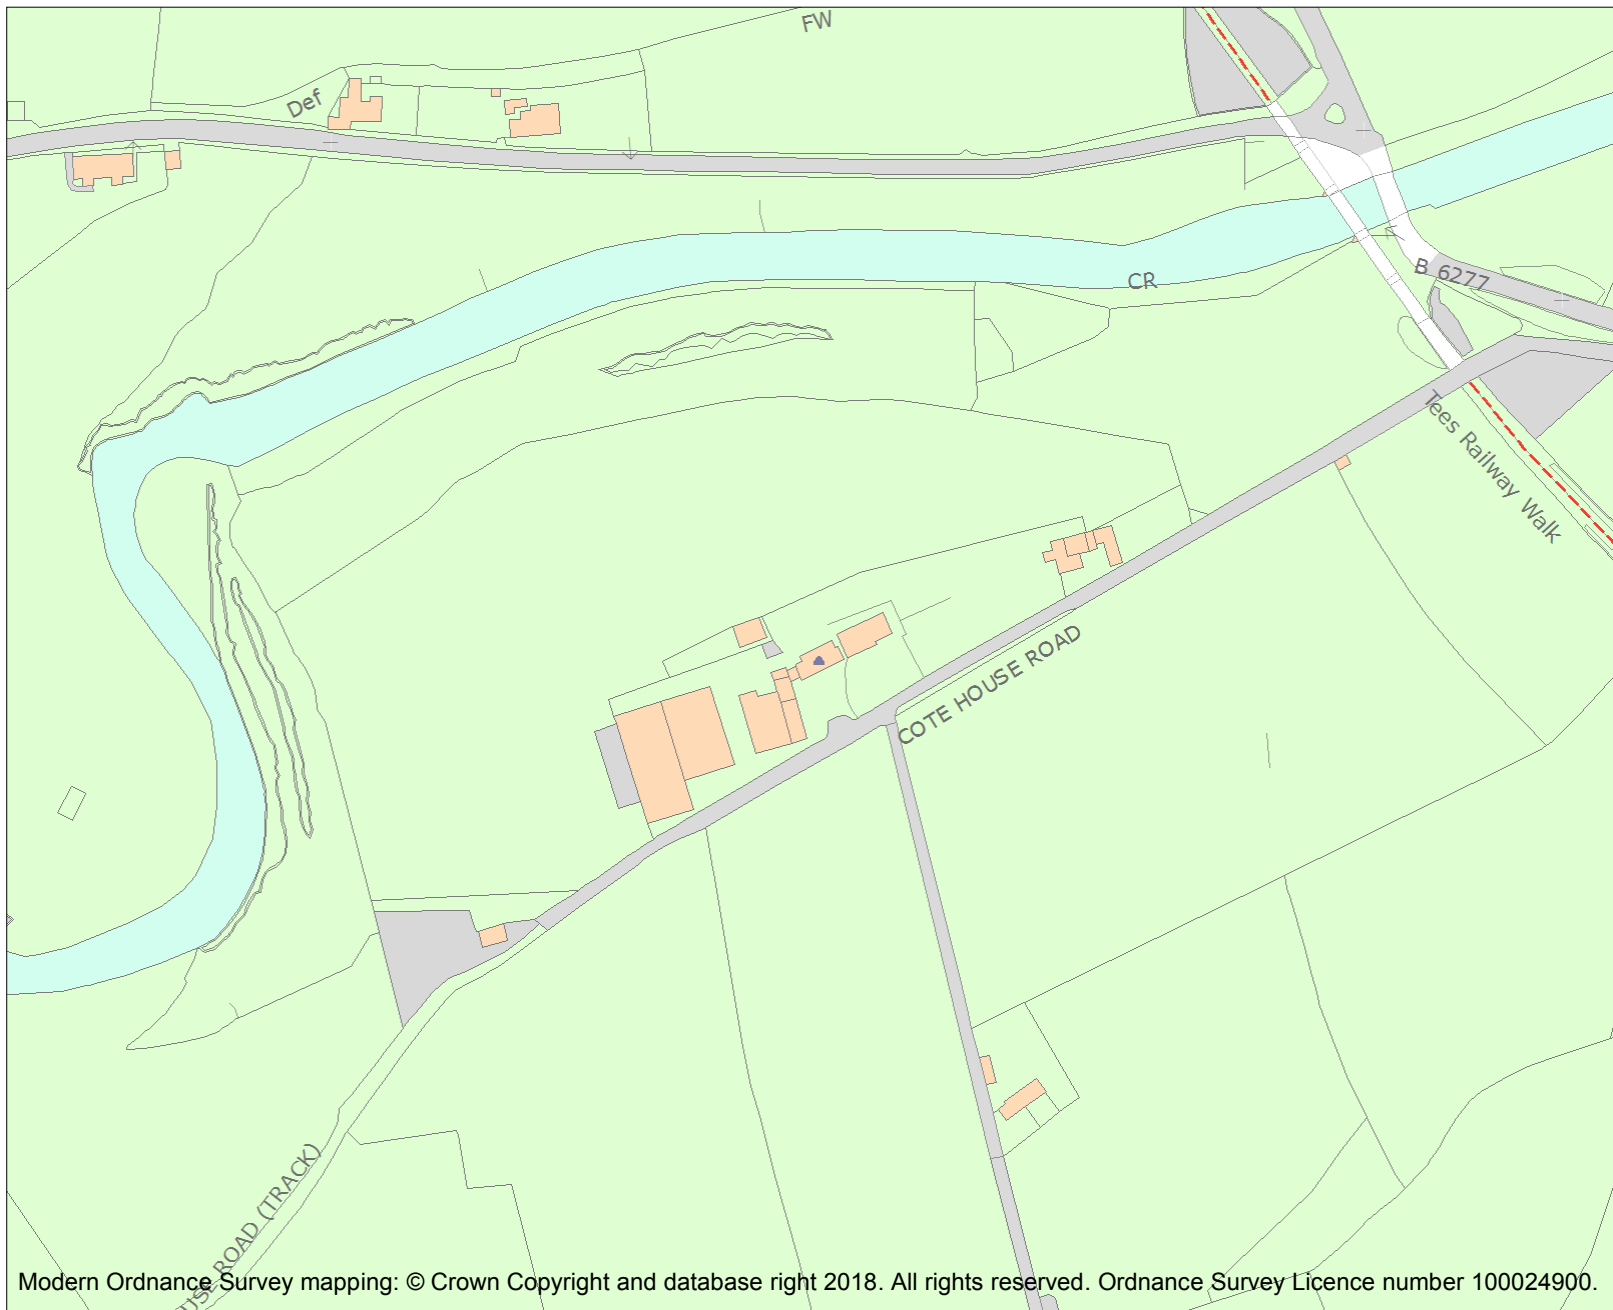 FW
Def
CR
B 6277
Tees Railway Walk
COTE HOUSE ROAD
USE ROAD (TRACK)
Modern Ordnance Survey mapping: © Crown Copyright and database right 2018. All rights reserved. Ordnance Survey Licence number 100024900.